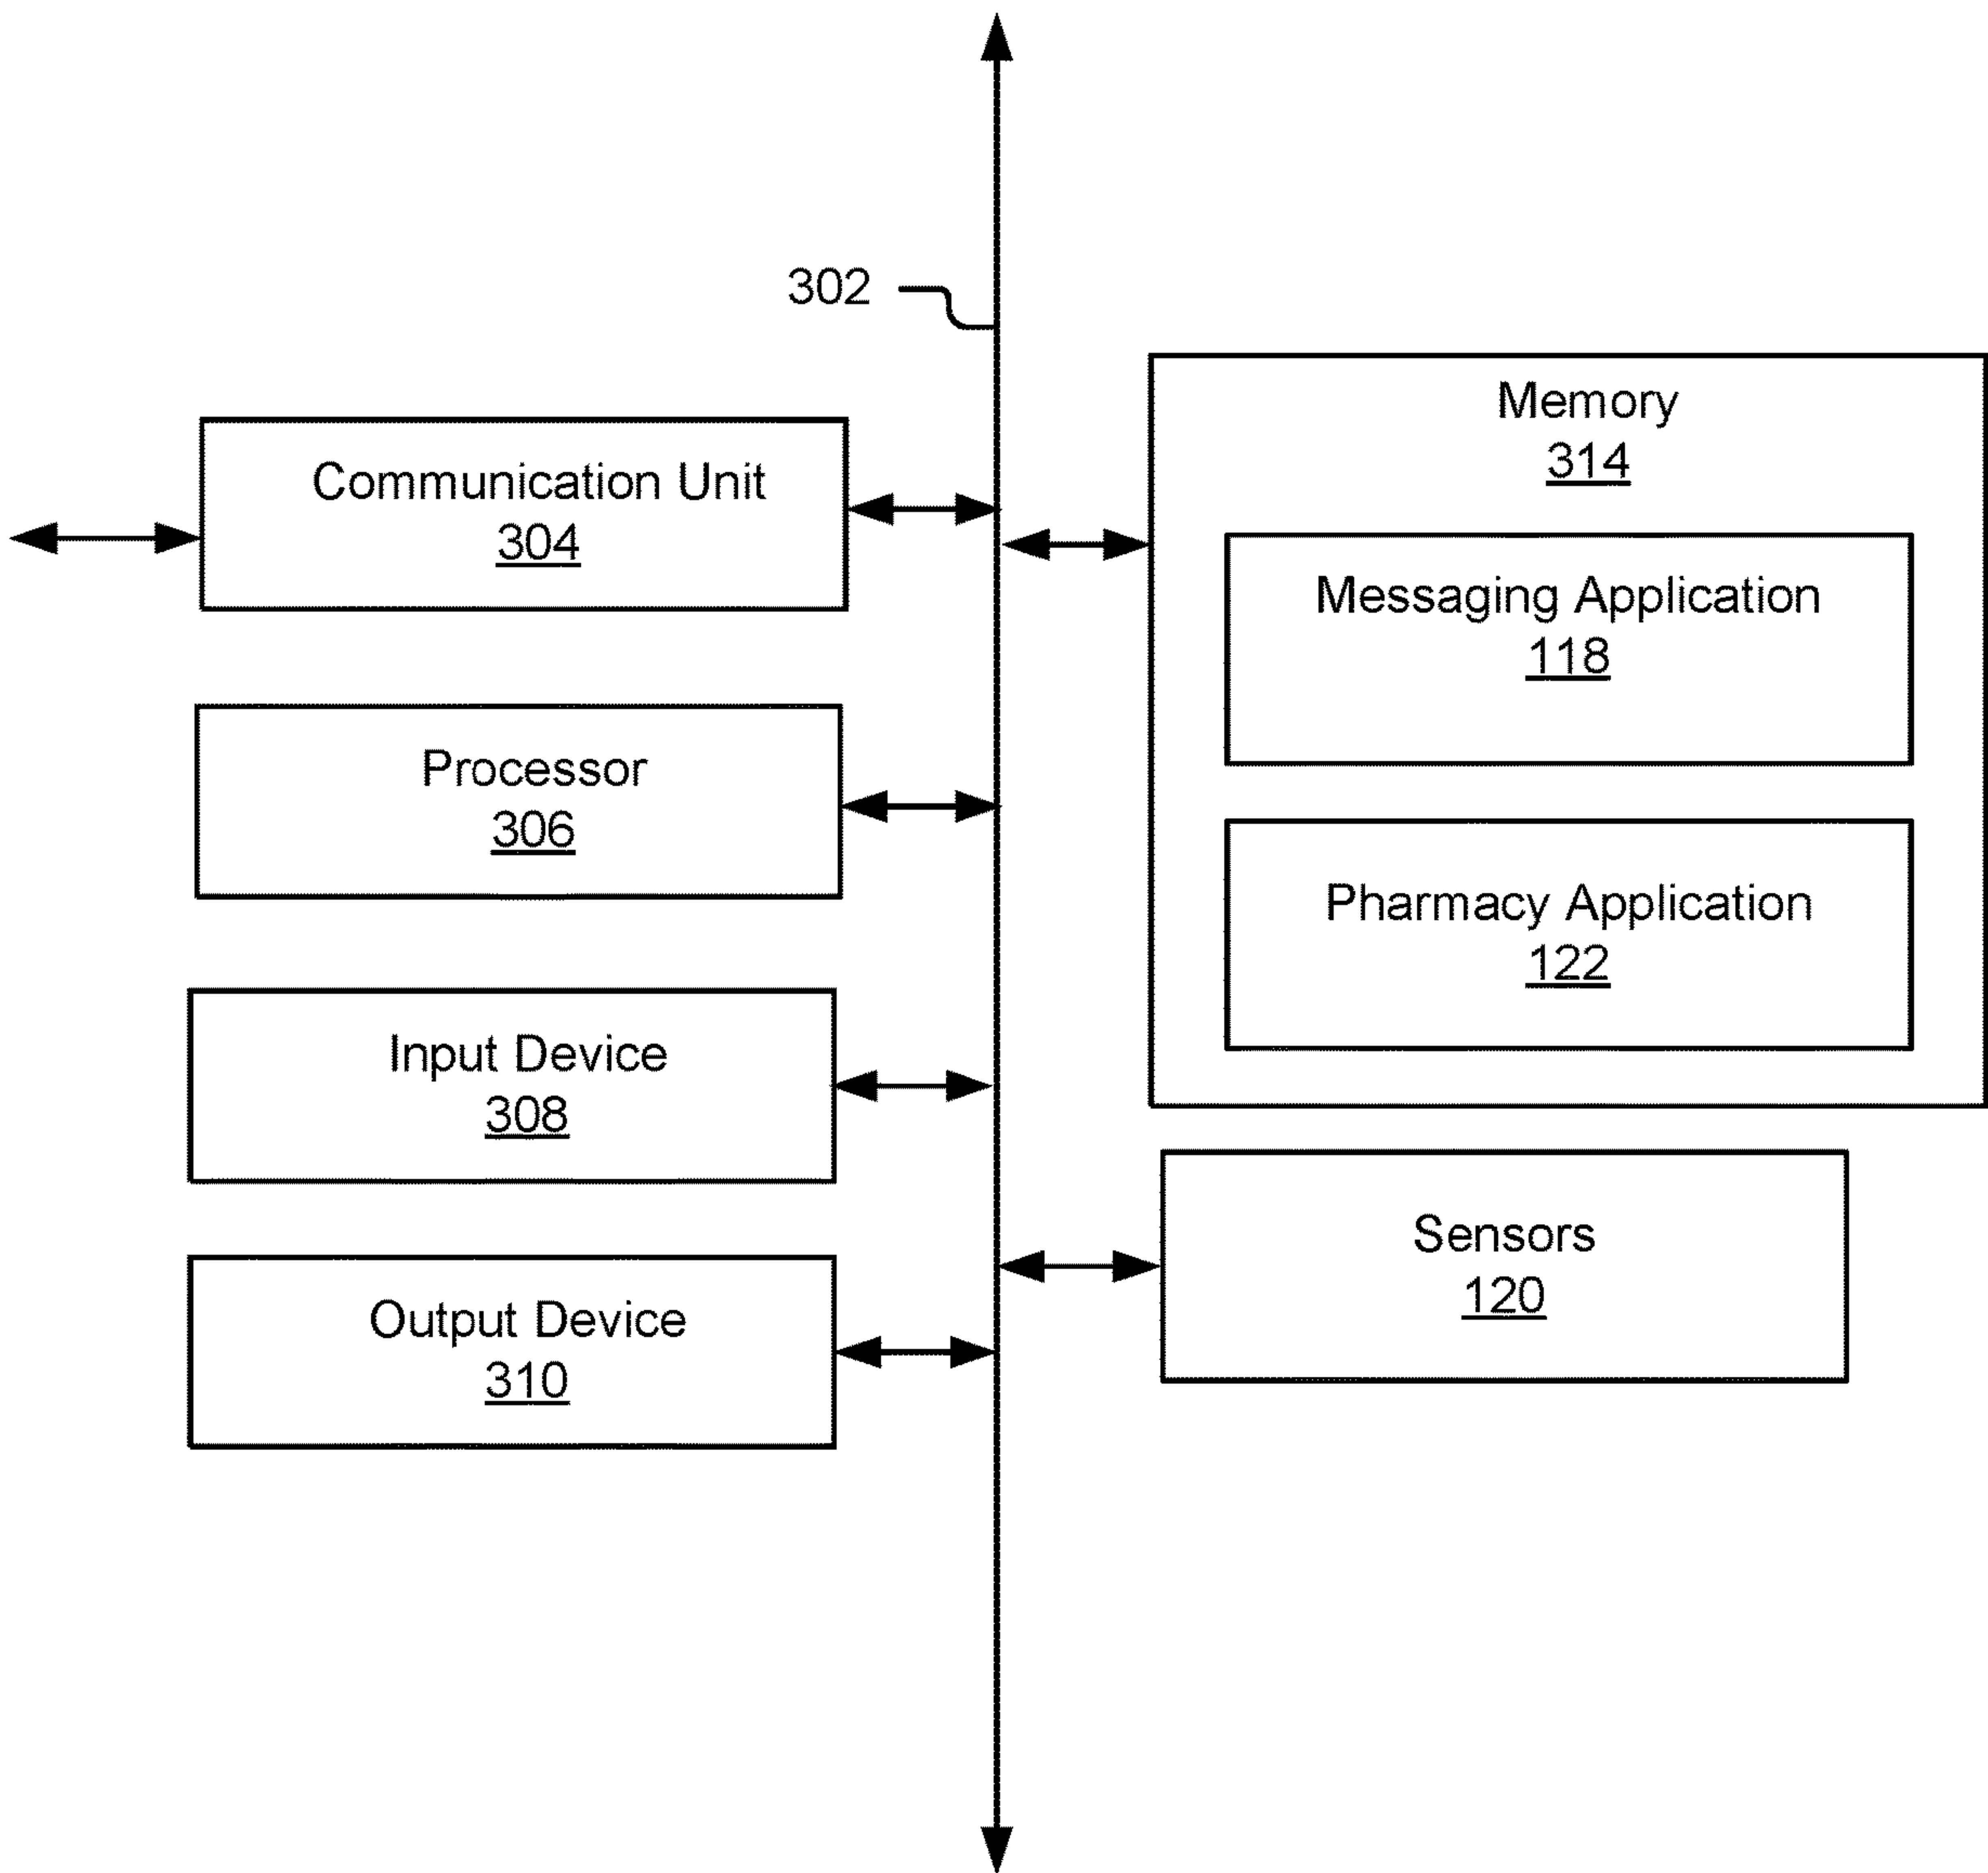 302
Communication Unit
304
Processor
306
Input Device
308
Output Device
310
Memory
314
Messaging Application
118
Pharmacy Application
122
Sensors
120